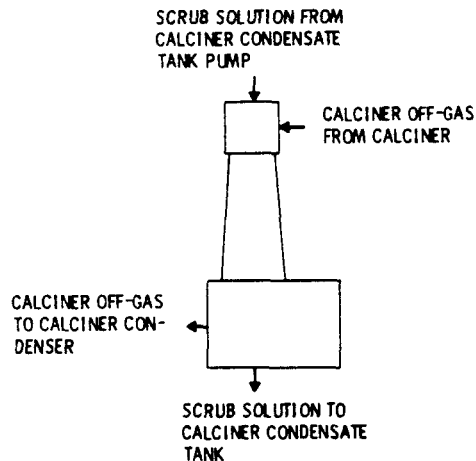 SCRUB SOLUTION FROM
CALCINER CONDENSATE
TANK PUMP
CALCINER OFF-GAS
FROM CALCINER
CALCINER OFF-GAS
TO CALCINER CON-
DENSER
SCRUB SOLUTION TO
CALCINER CONDENSATE
TANK